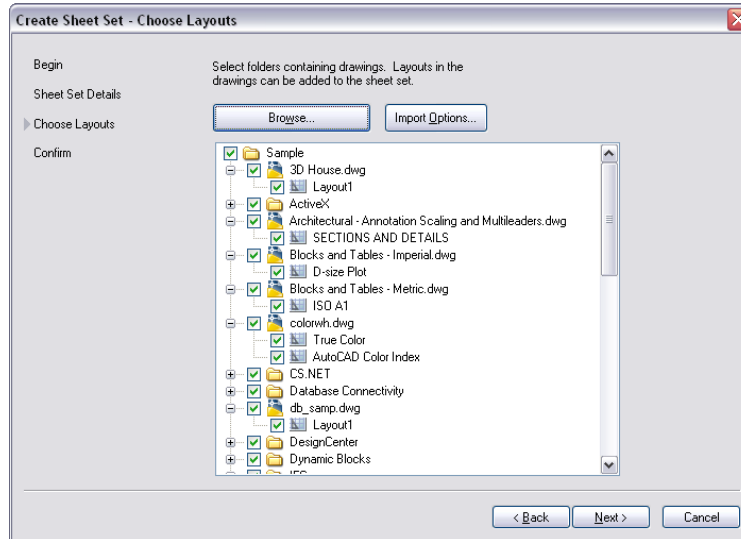 Create Sheet Set - Choose Layouts
Begin
Sheet Set Details
Choose Layouts
Confirm
Select folders containing drawings. Layouts in the
drawings can be added to the sheet set.
Browse...
Import Options...
Sample
3D House.dwg
Layout1
ActiveX
Architectural - Annotation Scaling and Multileaders.dwg
SECTIONS AND DETAILS
Blocks and Tables - Imperial.dwg
D-size Plot
Blocks and Tables - Metric.dwg
ISO A1
colorwh.dwg
True Color
AutoCAD Color Index
CS.NET
Database Connectivity
db_samp.dwg
Layout1
DesignCenter
Dynamic Blocks
< Back
Next >
Cancel